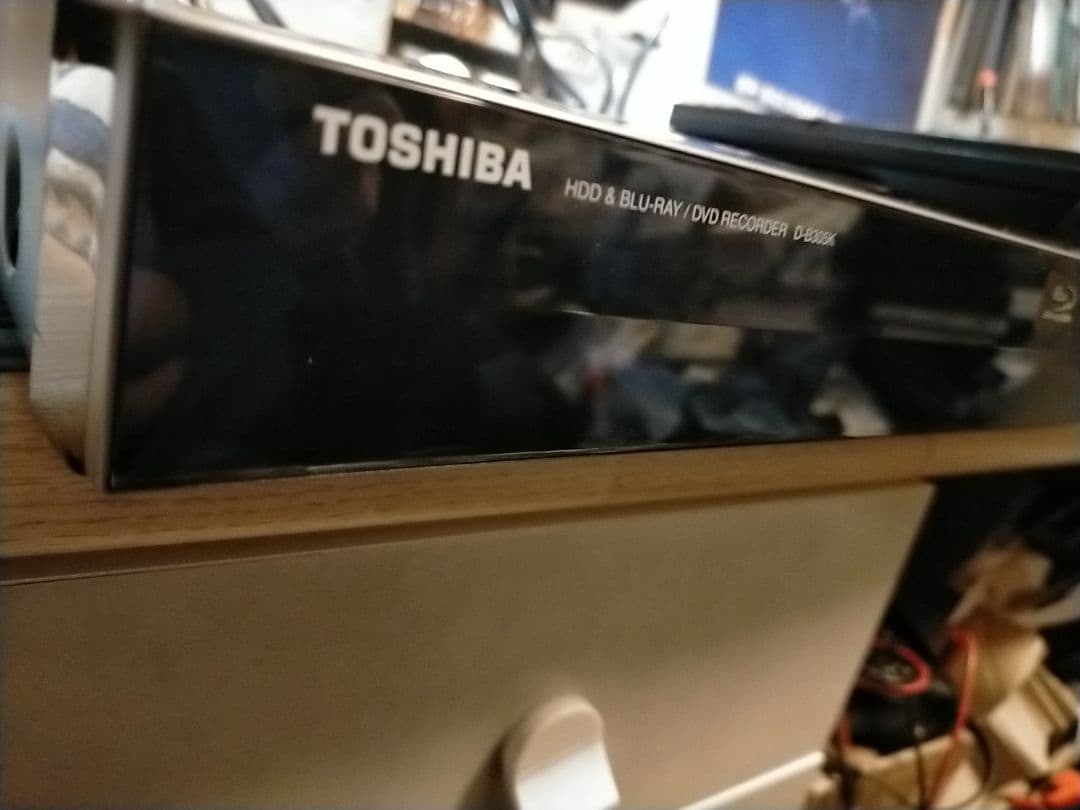 TOSHIBA
HDD & BLU-RAY / DVD RECORDER D-B305K